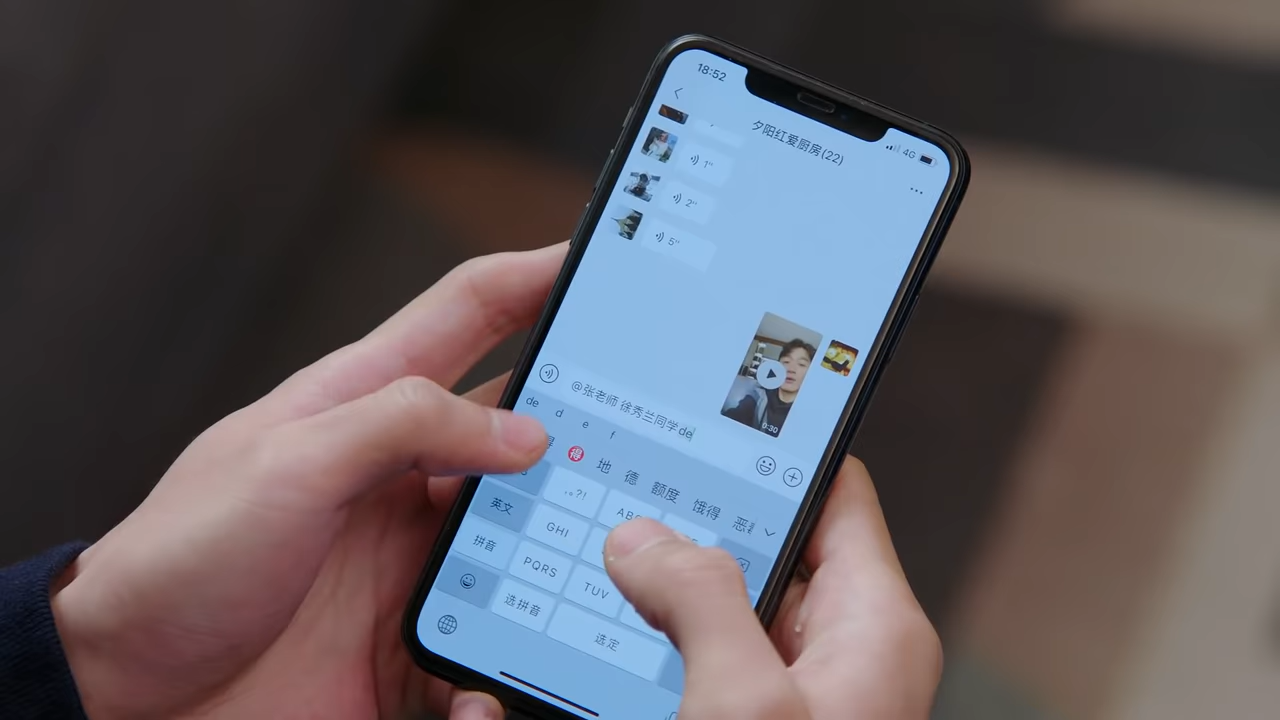 18:52
4G
夕阳红爱厨房(22)
1"
2"
5"
0:30
@张老师 徐秀兰同学de
de d e f
得 地 德 额度 饿得
,。?!
英文
GHI
拼音
PQRS
TUV
选拼音
选定